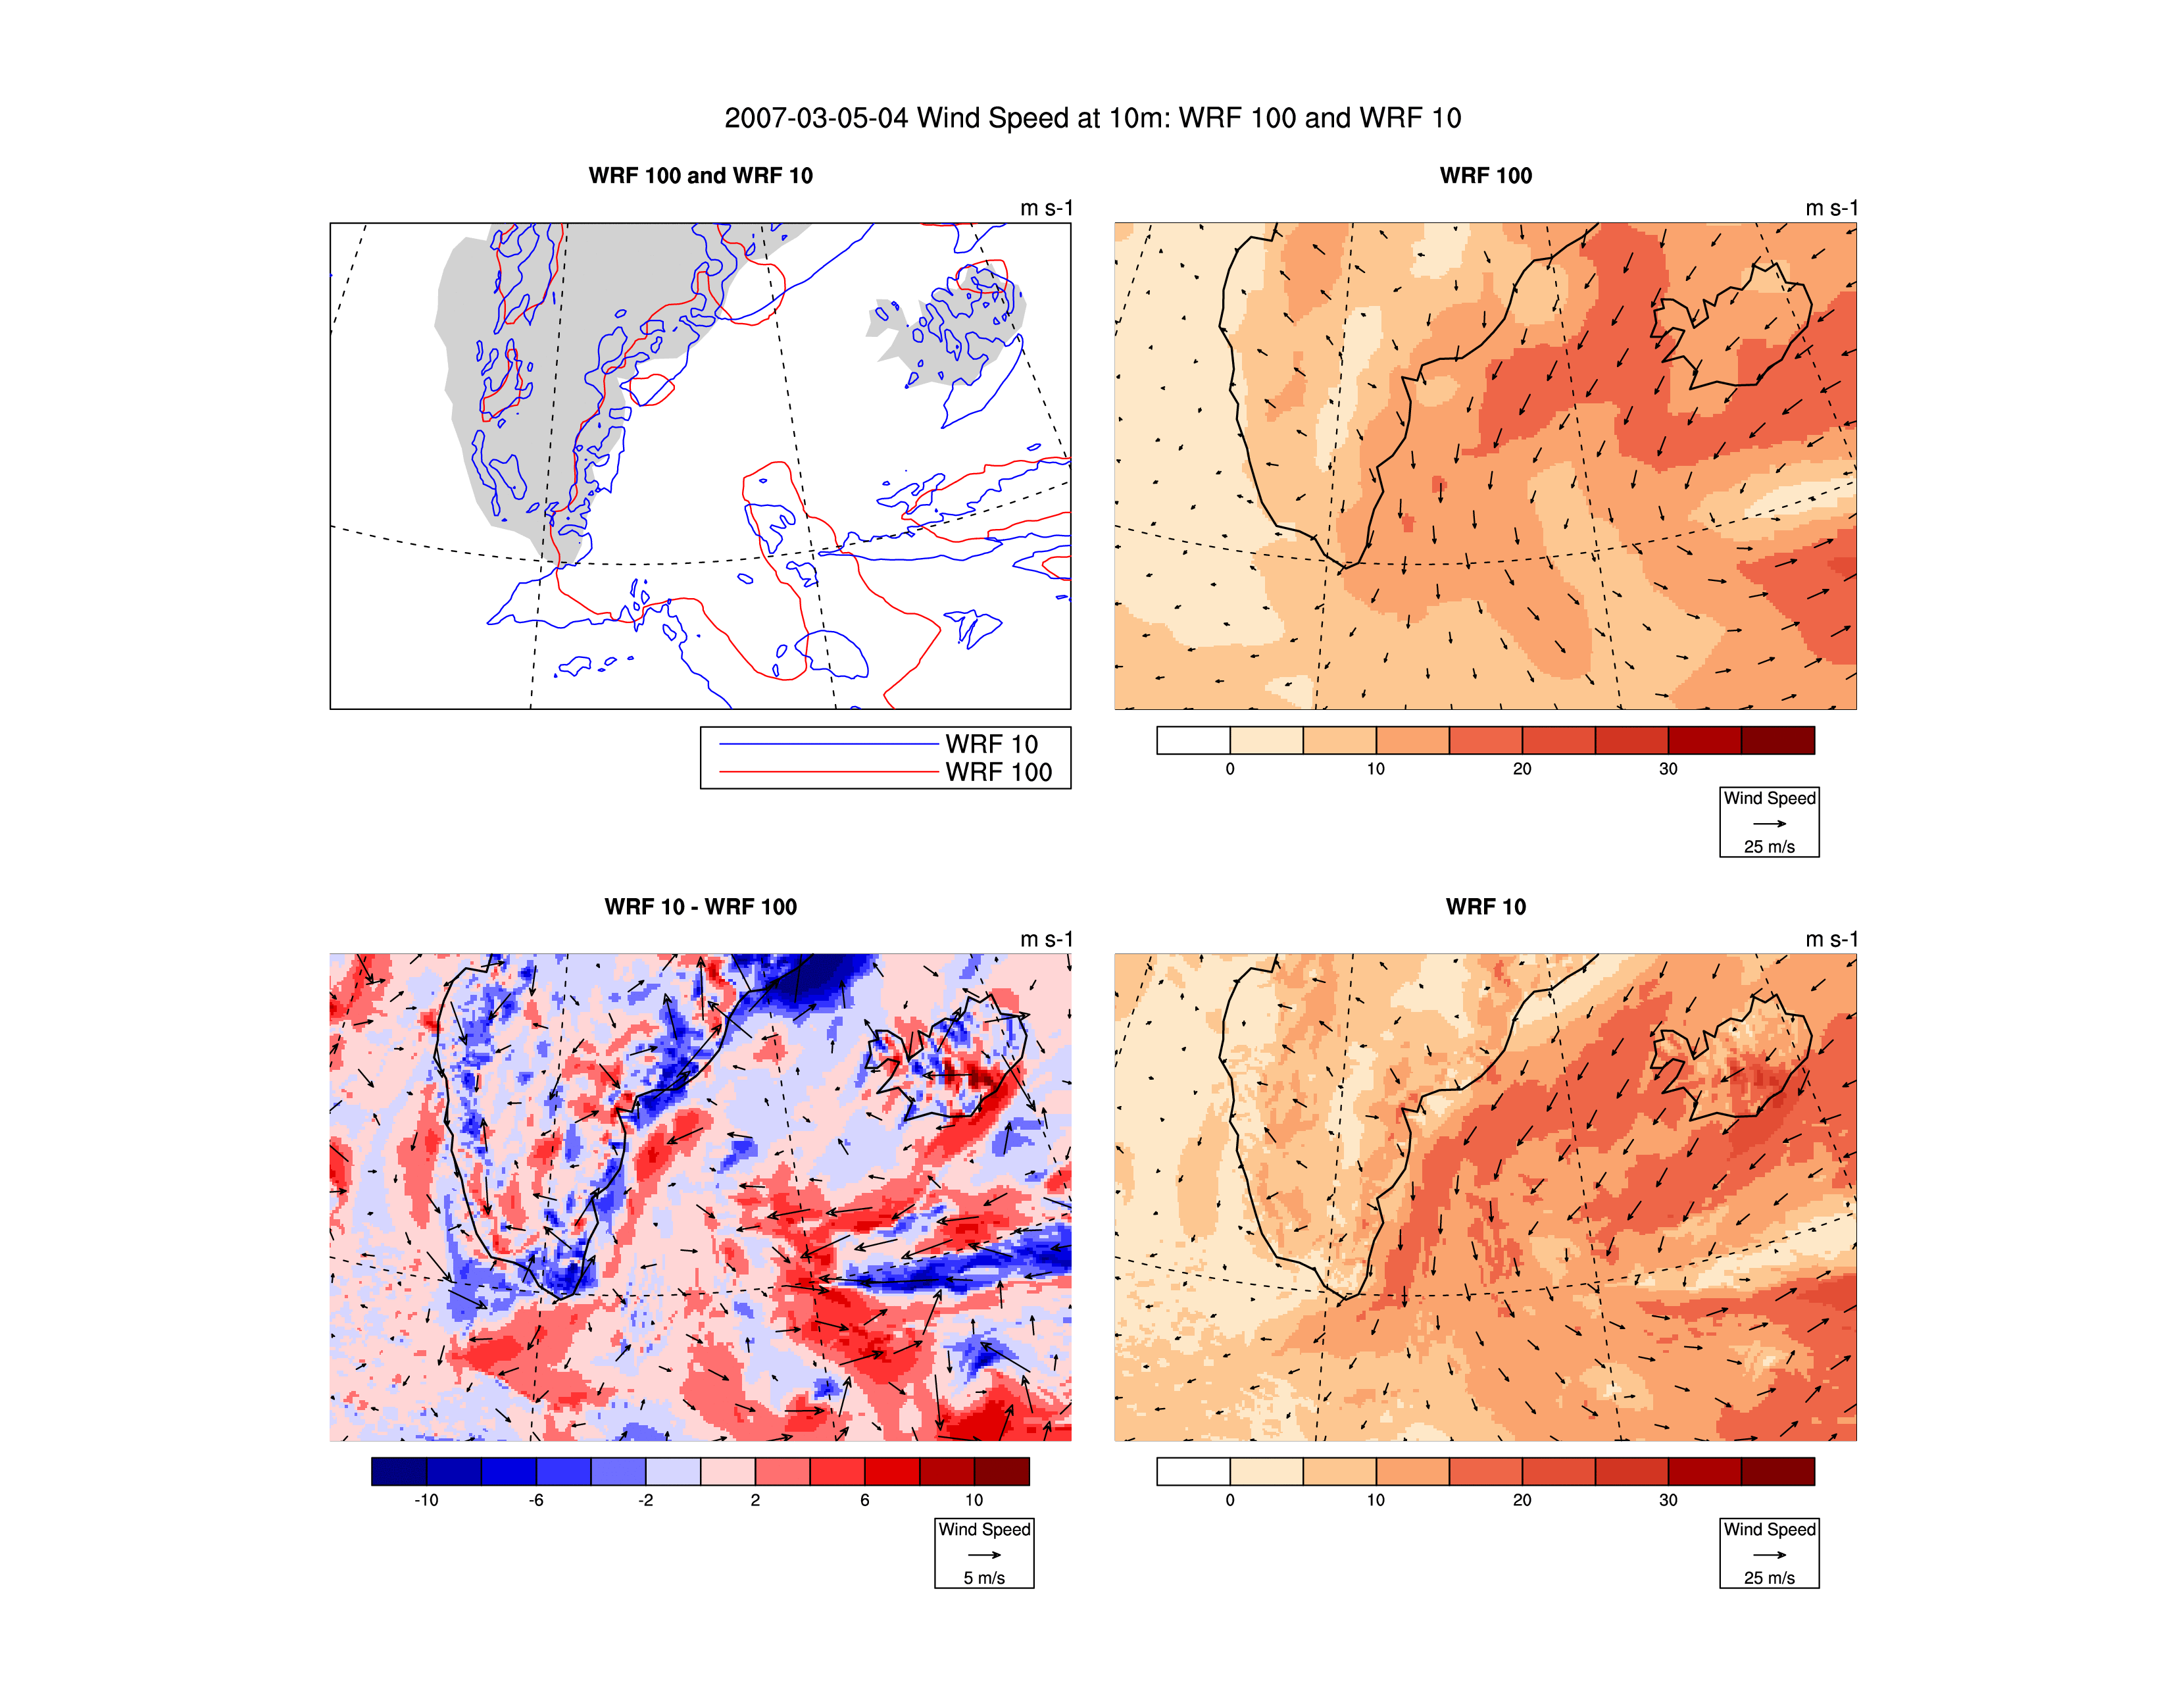 2007-03-05-04 Wind Speed at 10m: WRF 100 and WRF 10
WRF 100 and WRF 10
m s-1
WRF 10
WRF 100
WRF 100
m s-1
0 10 20 30
Wind Speed
25 m/s
WRF 10 - WRF 100
m s-1
-10 -6 -2 2 6 10
Wind Speed
5 m/s
WRF 10
m s-1
0 10 20 30
Wind Speed
25 m/s